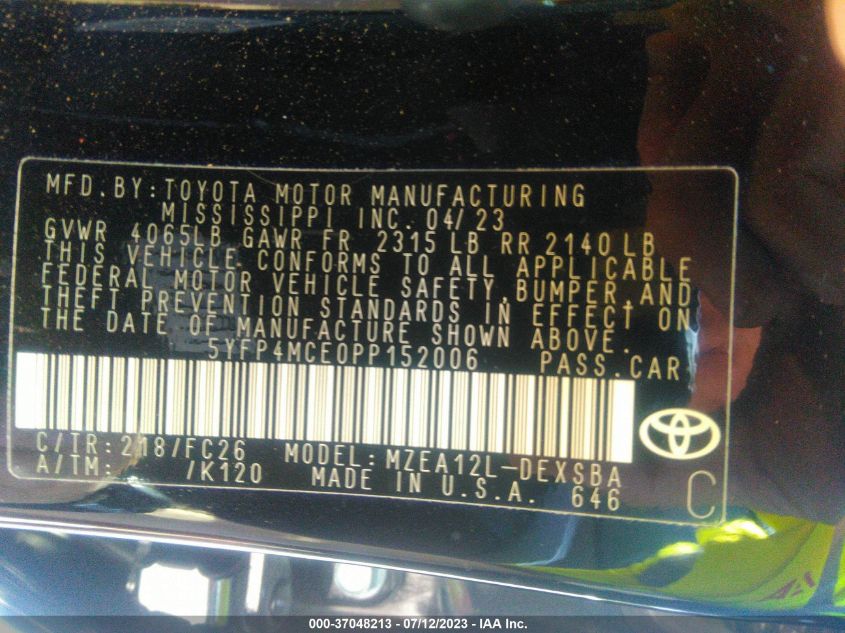 MFD.BY:TOYOTA MOTOR MANUFACTURING
MISSISSIPPI INC. 04/23
GVWR 4065LB GAWR FR 2315 LB RR 2140 LB
THIS VEHICLE CONFORMS TO ALL APPLICABLE
FEDERAL MOTOR VEHICLE SAFETY,BUMPER,AND
THEFT PREVENTION STANDARDS IN EFFECT ON
THE DATE OF MANUFACTURE SHOWN ABOVE.
5YFP4MCE0PP152006 PASS.CAR
C/TR:218/FC26 MODEL:MZEA12L-DEXSBA
A/TM: /K120 MADE IN U.S.A. 646
C
000-37048213 - 07/12/2023 - IAA Inc.